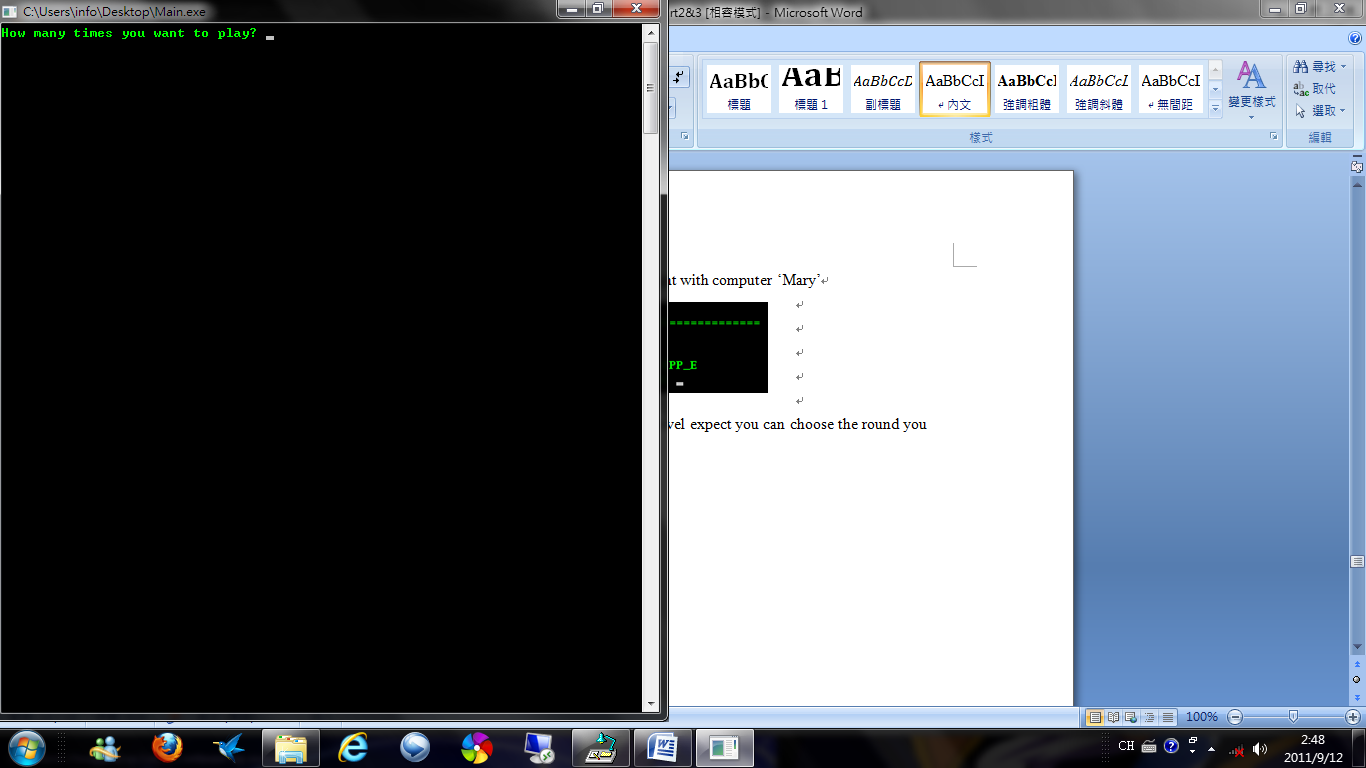 C:\Users\info\Desktop\Main.exe
rt2&3 [相容模式] - Microsoft Word
How many times you want to play?
AaBbC AaB AaBbCcD AaBbCcI AaBbCcI AaBbCcL AaBbCcI
標題 標題 1 副標題 內文 強調粗體 強調斜體 無間距
變更樣式
尋找
取代
選取
樣式
編輯
at with computer ‘Mary’
=============
PP_E
vel expect you can choose the round you
100%
CH
2:48
2011/9/12